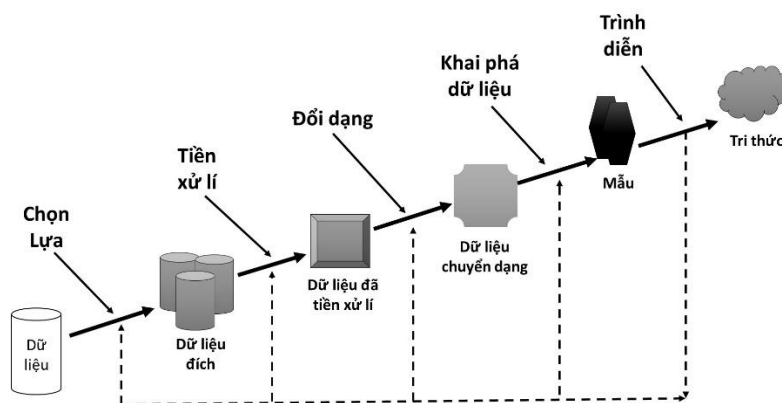 Trình
diễn
Khai phá
dữ liệu
Đổi dạng
Tri thức
Tiền
xử lí
Mẫu
Chọn
Lựa
Dữ liệu
chuyển dạng
Dữ liệu đã
tiền xử lí
Dữ liệu
đích
Dữ
liệu